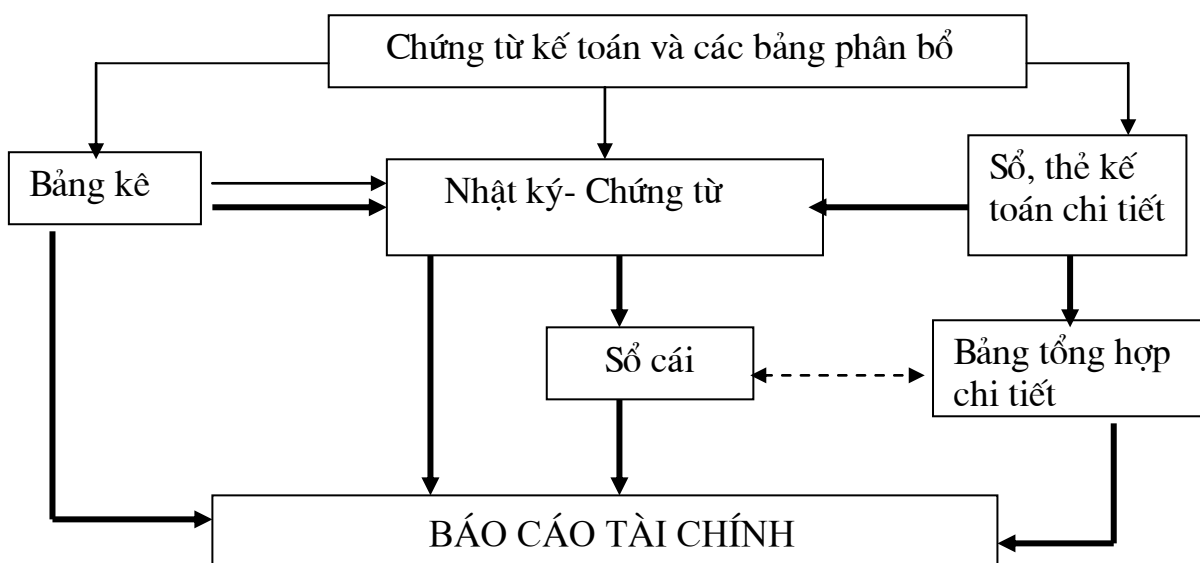 Chứng từ kế toán và các bảng phân bổ
Bảng kê
Nhật ký- Chứng từ
Sổ, thẻ kế
toán chi tiết
Sổ cái
Bảng tổng hợp
chi tiết
BÁO CÁO TÀI CHÍNH